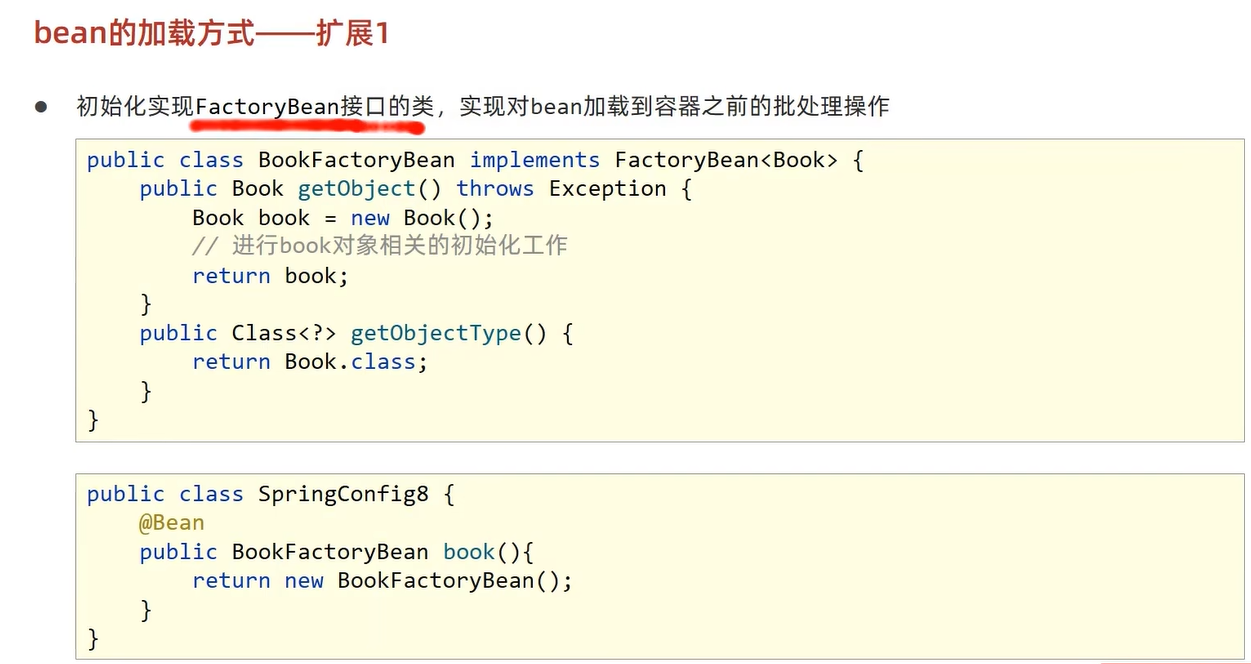 bean的加载方式——扩展1
● 初始化实现FactoryBean接口的类，实现对bean加载到容器之前的批处理操作
public class BookFactoryBean implements FactoryBean<Book> {
    public Book getObject() throws Exception {
        Book book = new Book();
        // 进行book对象相关的初始化工作
        return book;
    }
    public Class<?> getObjectType() {
        return Book.class;
    }
}
public class SpringConfig8 {
    @Bean
    public BookFactoryBean book(){
        return new BookFactoryBean();
    }
}